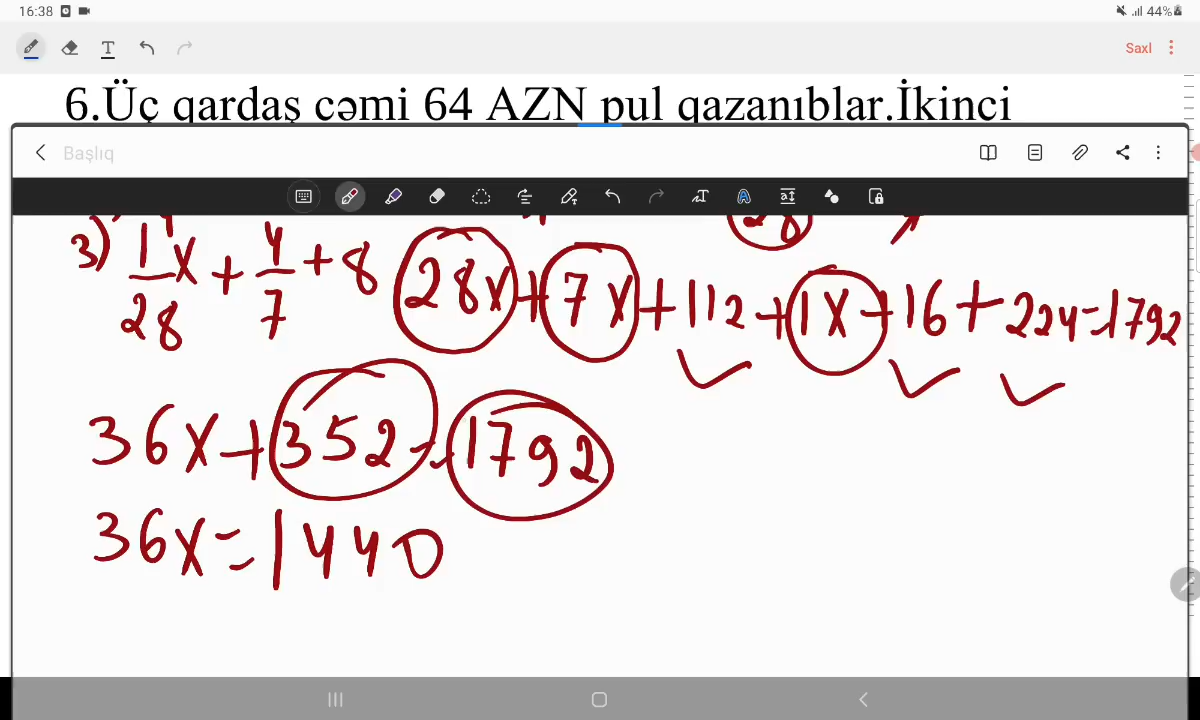 16:38
44%
Saxl
6.Üç qardaş cəmi 64 AZN pul qazanıblar.İkinci
Başlıq
28
3) 1/28 x + 4/7 + 8
28x + 7x + 112 + 1x + 16 + 224 = 1792
36x + 352 = 1792
36x = 1440